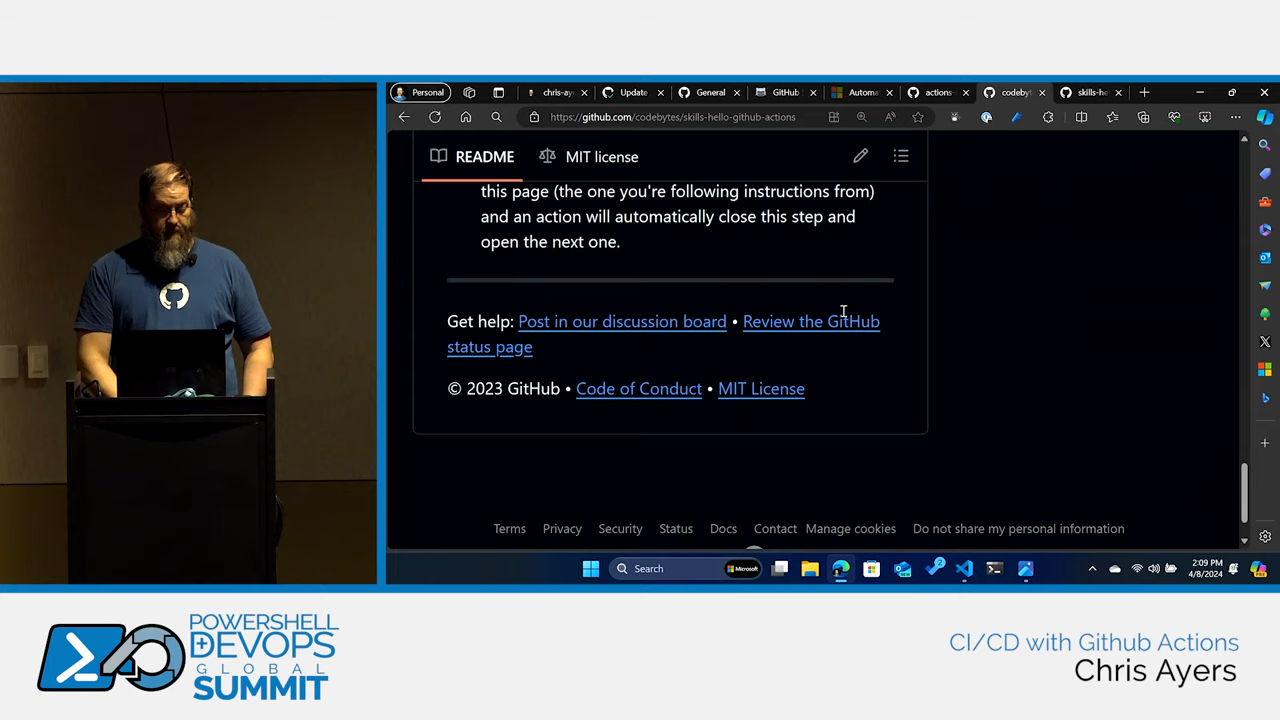 Personal
chris-aye
Update
General
GitHub
Automa
actions-
codebyt
skills-he
https://github.com/codebytes/skills-hello-github-actions
README
MIT license
this page (the one you're following instructions from)
and an action will automatically close this step and
open the next one.
Get help: Post in our discussion board • Review the GitHub
status page
© 2023 GitHub • Code of Conduct • MIT License
Terms Privacy Security Status Docs Contact Manage cookies Do not share my personal information
Search
Microsoft
2:09 PM
4/8/2024
POWERSHELL
DEVOPS
GLOBAL
SUMMIT
CI/CD with Github Actions
Chris Ayers